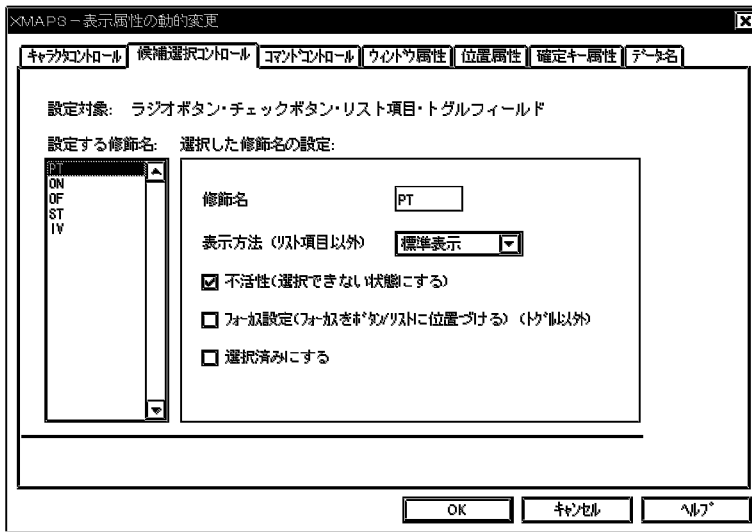 XMAP3－表示属性の動的変更
ｷｬﾗｸﾀｺﾝﾄﾛｰﾙ 候補選択ｺﾝﾄﾛｰﾙ ｺﾏﾝﾄﾞｺﾝﾄﾛｰﾙ ｳｨﾝﾄﾞｳ属性 位置属性 確定ｷｰ属性 ﾃﾞｰﾀ名
設定対象: ラジオボタン・チェックボタン・リスト項目・トグルフィールド
設定する修飾名: 選択した修飾名の設定:
PT
ON
OF
ST
IV
修飾名 PT
表示方法（ﾘｽﾄ項目以外） 標準表示
不活性(選択できない状態にする)
ﾌｫｰｶｽ設定(ﾌｫｰｶｽをﾎﾞﾀﾝ/ﾘｽﾄに位置づける)（ﾄｸﾞﾙ以外）
選択済みにする
OK ｷｬﾝｾﾙ ﾍﾙﾌﾟ